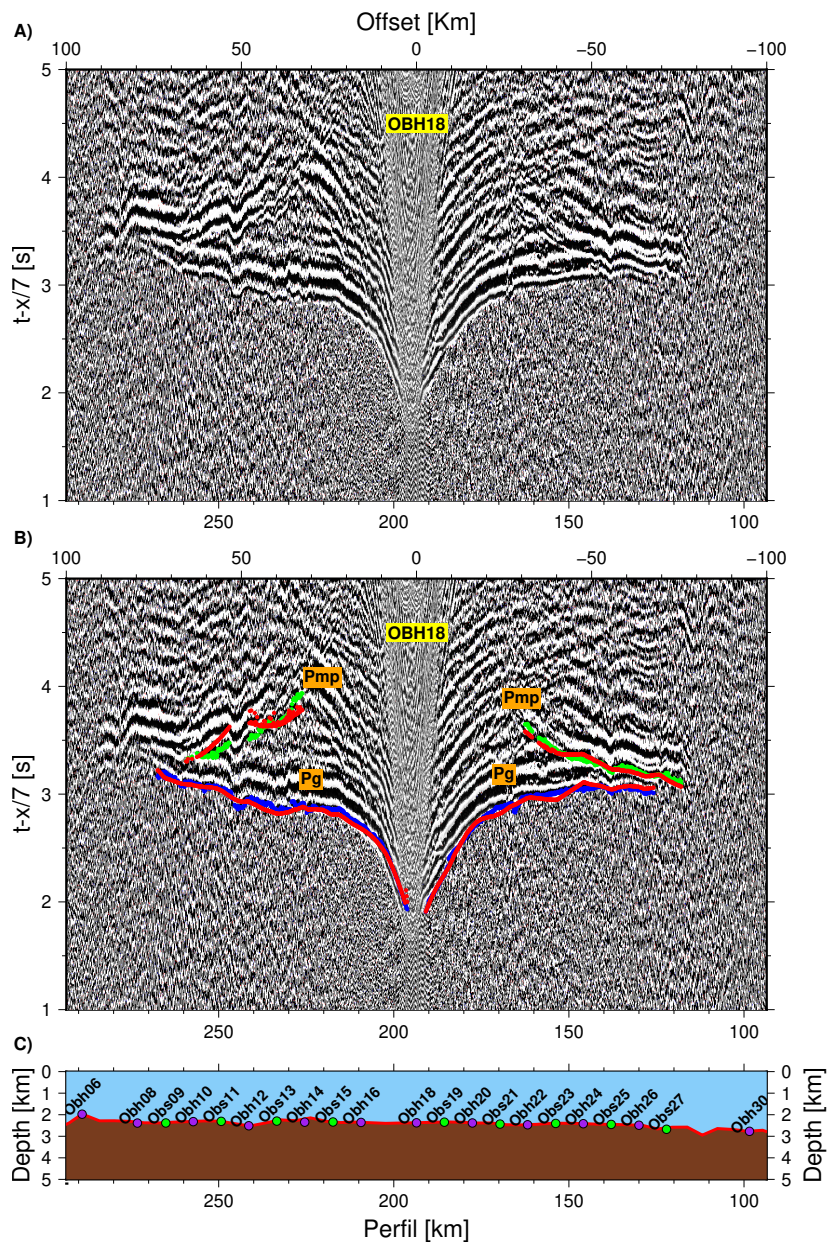 A)
Offset [Km]
100 50 0 −50 −100
5
4
3
2
1
t-x/7 [s]
OBH18
250 200 150 100
B)
100 50 0 −50 −100
5
4
3
2
1
t-x/7 [s]
OBH18
Pmp
Pmp
Pg
Pg
250 200 150 100
C)
0
1
2
3
4
5
Depth [km]
Obh06 Obh08 Obs09 Obh10 Obs11 Obh12 Obs13 Obh14 Obs15 Obh16 Obh18 Obs19 Obh20 Obs21 Obh22 Obs23 Obh24 Obs25 Obh26 Obs27 Obh30
0
1
2
3
4
5
Depth [km]
250 200 150 100
Perfil [km]